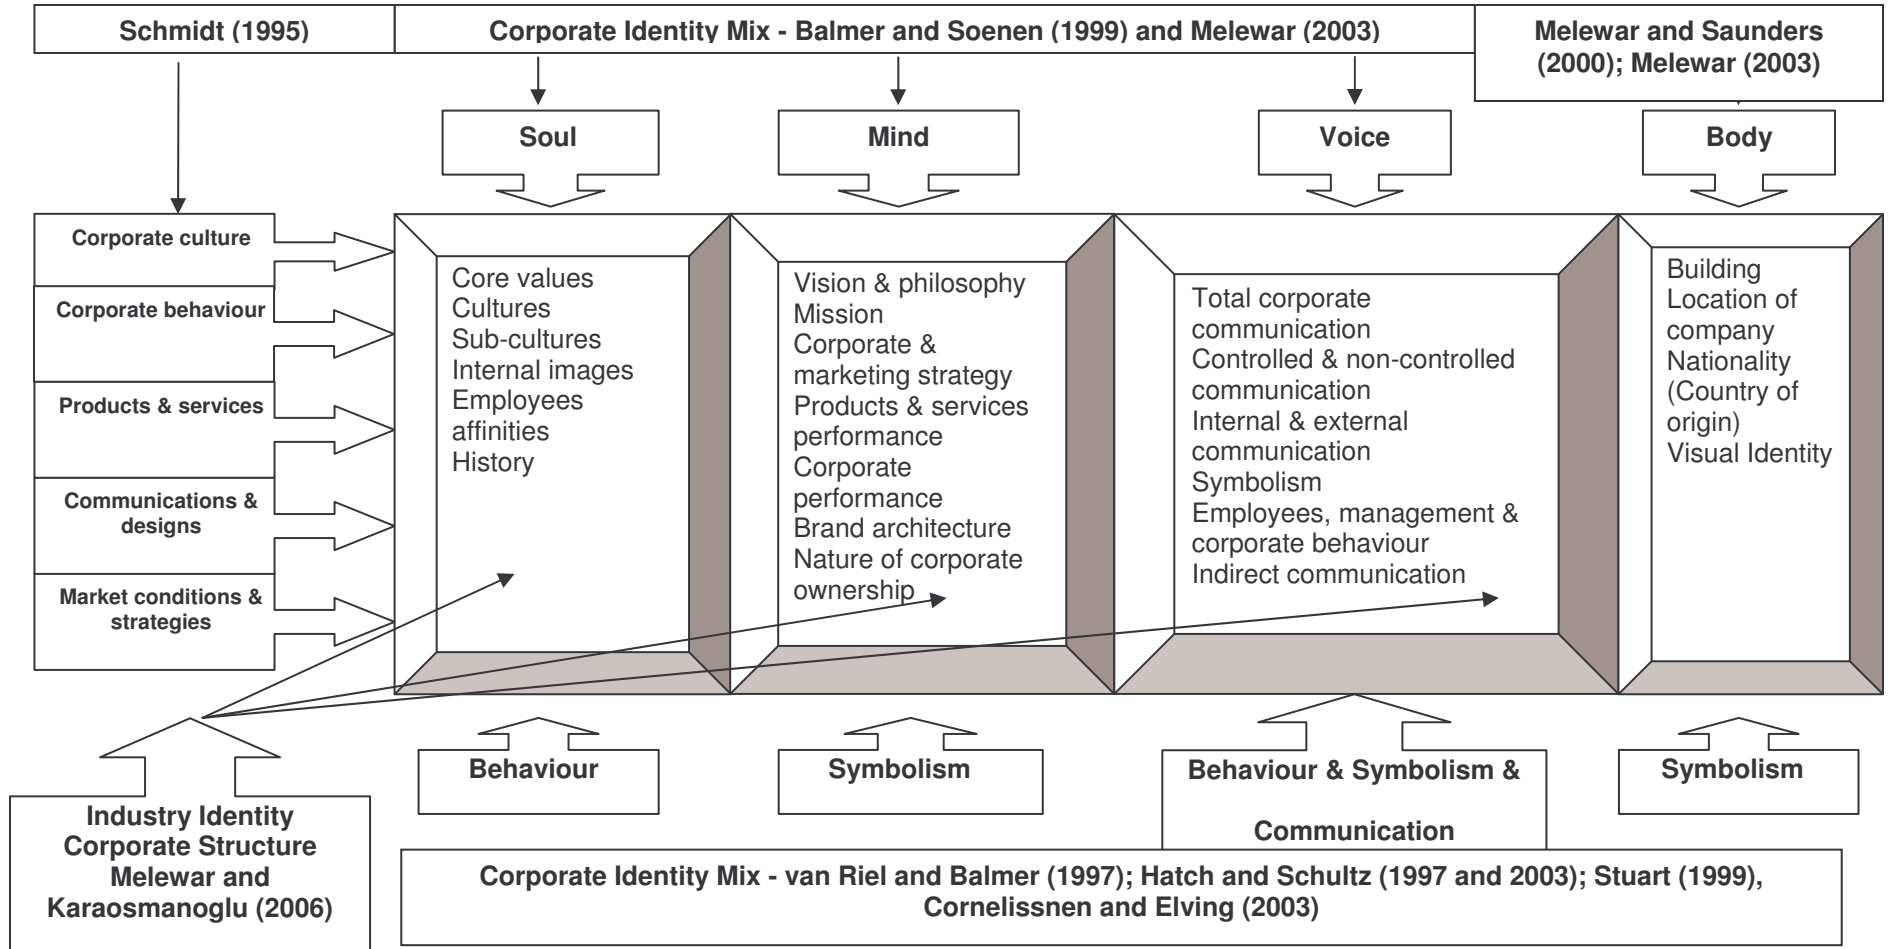 Schmidt (1995)
Corporate Identity Mix - Balmer and Soenen (1999) and Melewar (2003)
Melewar and Saunders
(2000); Melewar (2003)
Soul
Mind
Voice
Body
Corporate culture
Corporate behaviour
Products & services
Communications &
designs
Market conditions &
strategies
Core values
Cultures
Sub-cultures
Internal images
Employees
affinities
History
Vision & philosophy
Mission
Corporate &
marketing strategy
Products & services
performance
Corporate
performance
Brand architecture
Nature of corporate
ownership
Total corporate
communication
Controlled & non-controlled
communication
Internal & external
communication
Symbolism
Employees, management &
corporate behaviour
Indirect communication
Building
Location of
company
Nationality
(Country of
origin)
Visual Identity
Behaviour
Symbolism
Behaviour & Symbolism &
Communication
Symbolism
Industry Identity
Corporate Structure
Melewar and
Karaosmanoglu (2006)
Corporate Identity Mix - van Riel and Balmer (1997); Hatch and Schultz (1997 and 2003); Stuart (1999),
Cornelissnen and Elving (2003)